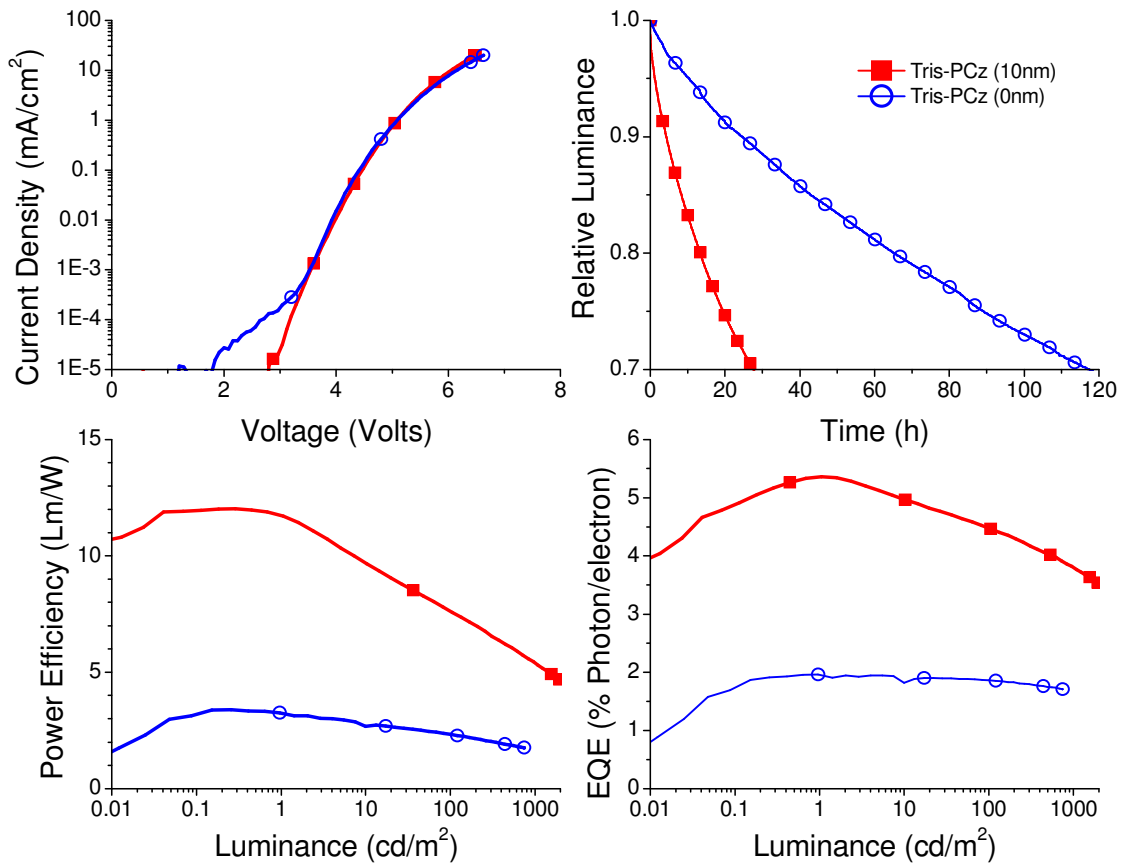 Current Density (mA/cm²)
100
10
1
0.1
0.01
1E-3
1E-4
1E-5
0 2 4 6 8
Voltage (Volts)
Relative Luminance
1.0
0.9
0.8
0.7
Tris-PCz (10nm)
Tris-PCz (0nm)
0 20 40 60 80 100 120
Time (h)
Power Efficiency (Lm/W)
15
10
5
0
0.01 0.1 1 10 100 1000
Luminance (cd/m²)
EQE (% Photon/electron)
6
5
4
3
2
1
0
0.01 0.1 1 10 100 1000
Luminance (cd/m²)